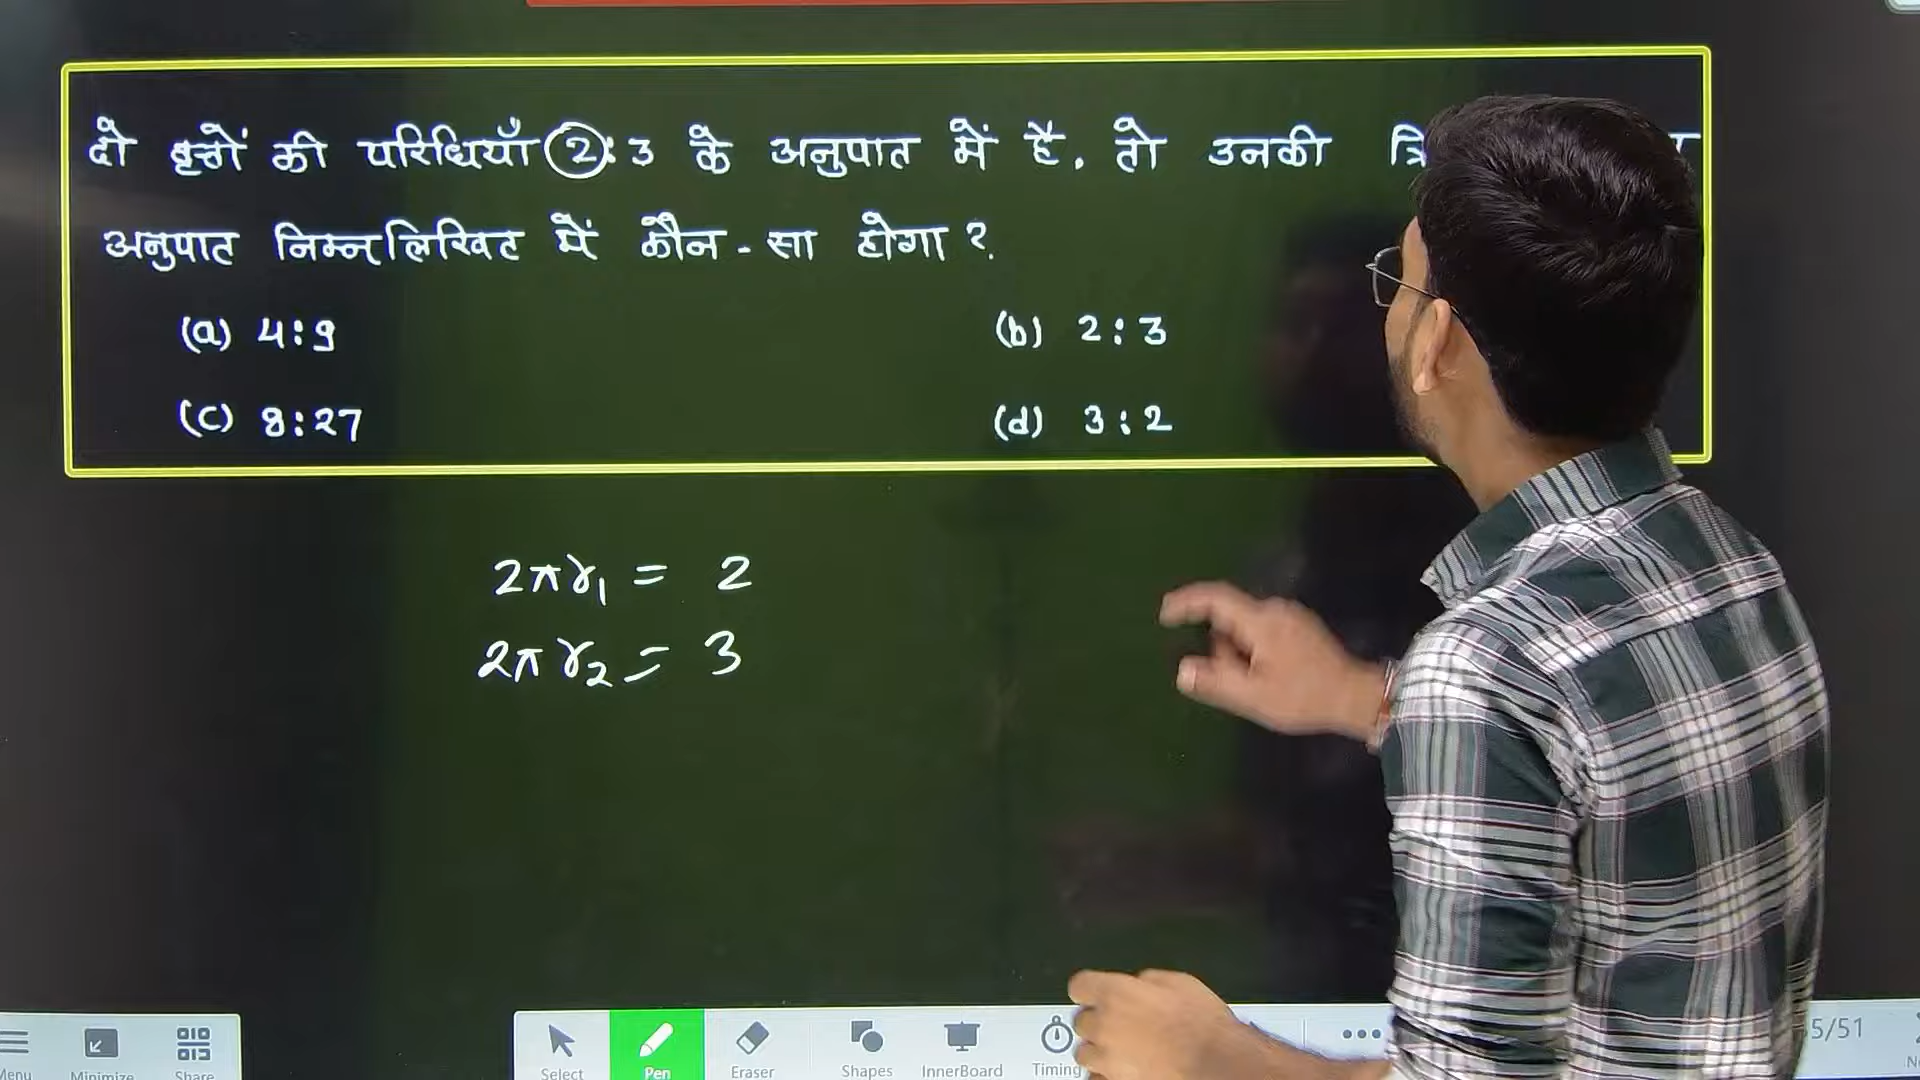 दो वृत्तों की परिधियाँ 2:3 के अनुपात में है, तो उनकी
अनुपात निम्नलिखित में कौन-सा होगा?
(a) 4:9
(b) 2:3
(c) 8:27
(d) 3:2
2πr₁ = 2
2πr₂ = 3
Menu
Minimize
Share
Select
Pen
Eraser
Shapes
InnerBoard
Timing
5/51